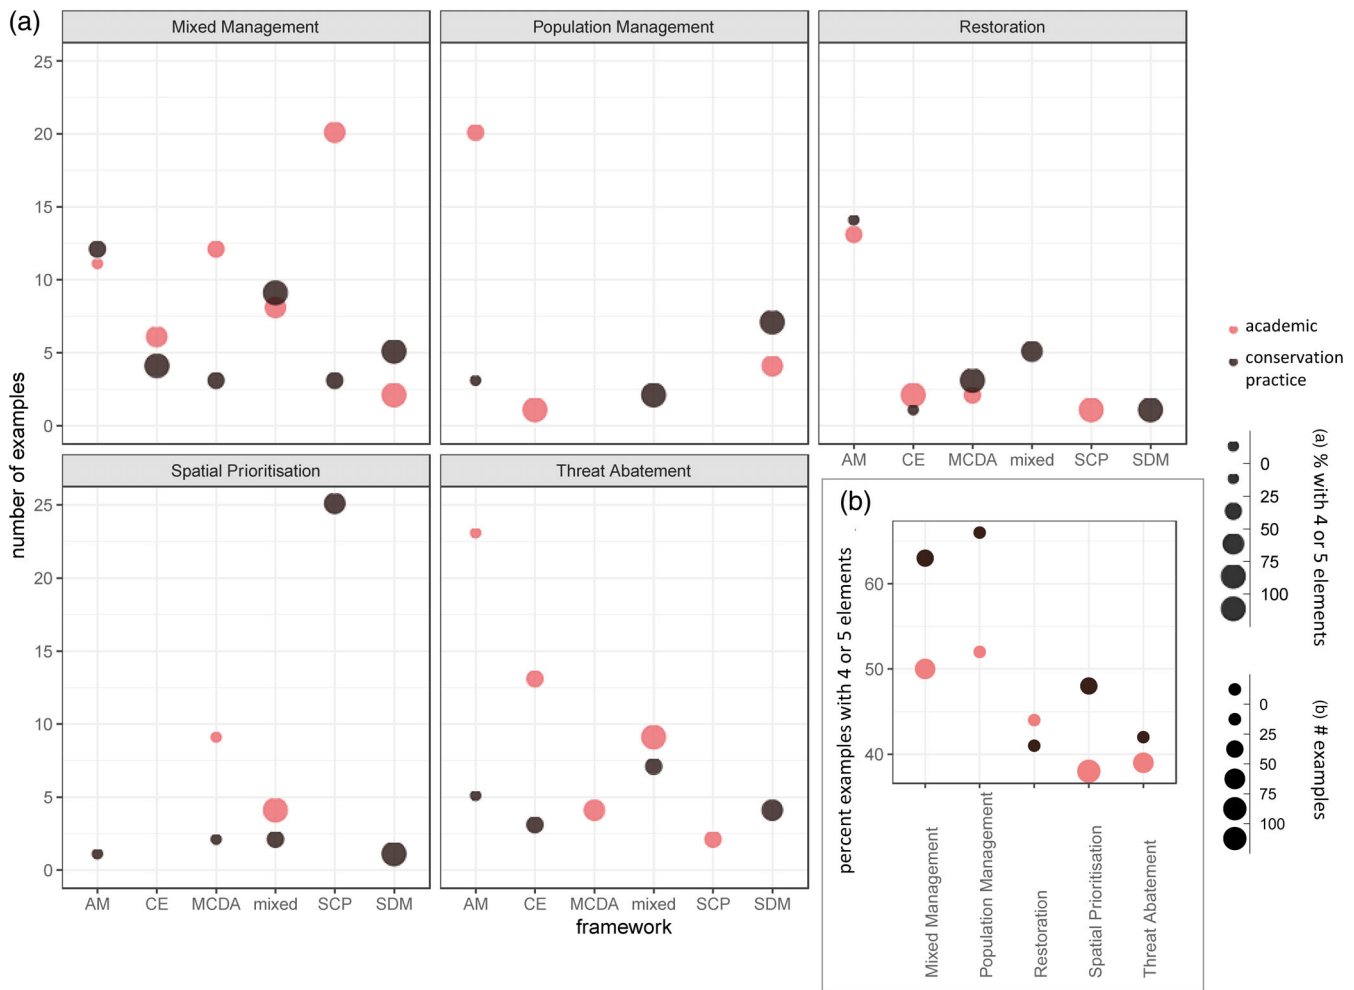 (a)
Mixed Management
Population Management
Restoration
25
20
15
10
5
0
number of examples
AM CE MCDA mixed SCP SDM
Spatial Prioritisation
Threat Abatement
25
20
15
10
5
0
AM CE MCDA mixed SCP SDM
AM CE MCDA mixed SCP SDM
framework
(b)
percent examples with 4 or 5 elements
60
50
40
Mixed Management
Population Management
Restoration
Spatial Prioritisation
Threat Abatement
academic
conservation
practice
(a) % with 4 or 5 elements
0
25
50
75
100
(b) # examples
0
25
50
75
100